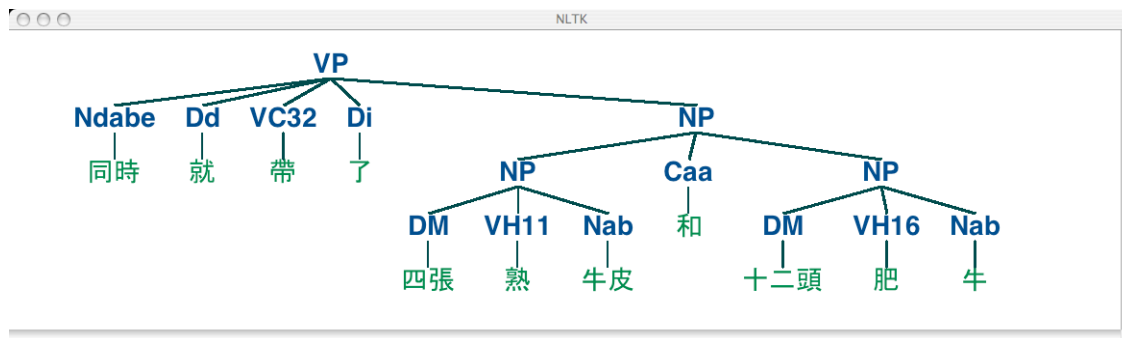 NLTK
VP
Ndabe Dd VC32 Di NP
同時 就 帶 了 NP Caa NP
DM VH11 Nab 和 DM VH16 Nab
四張 熟 牛皮 十二頭 肥 牛